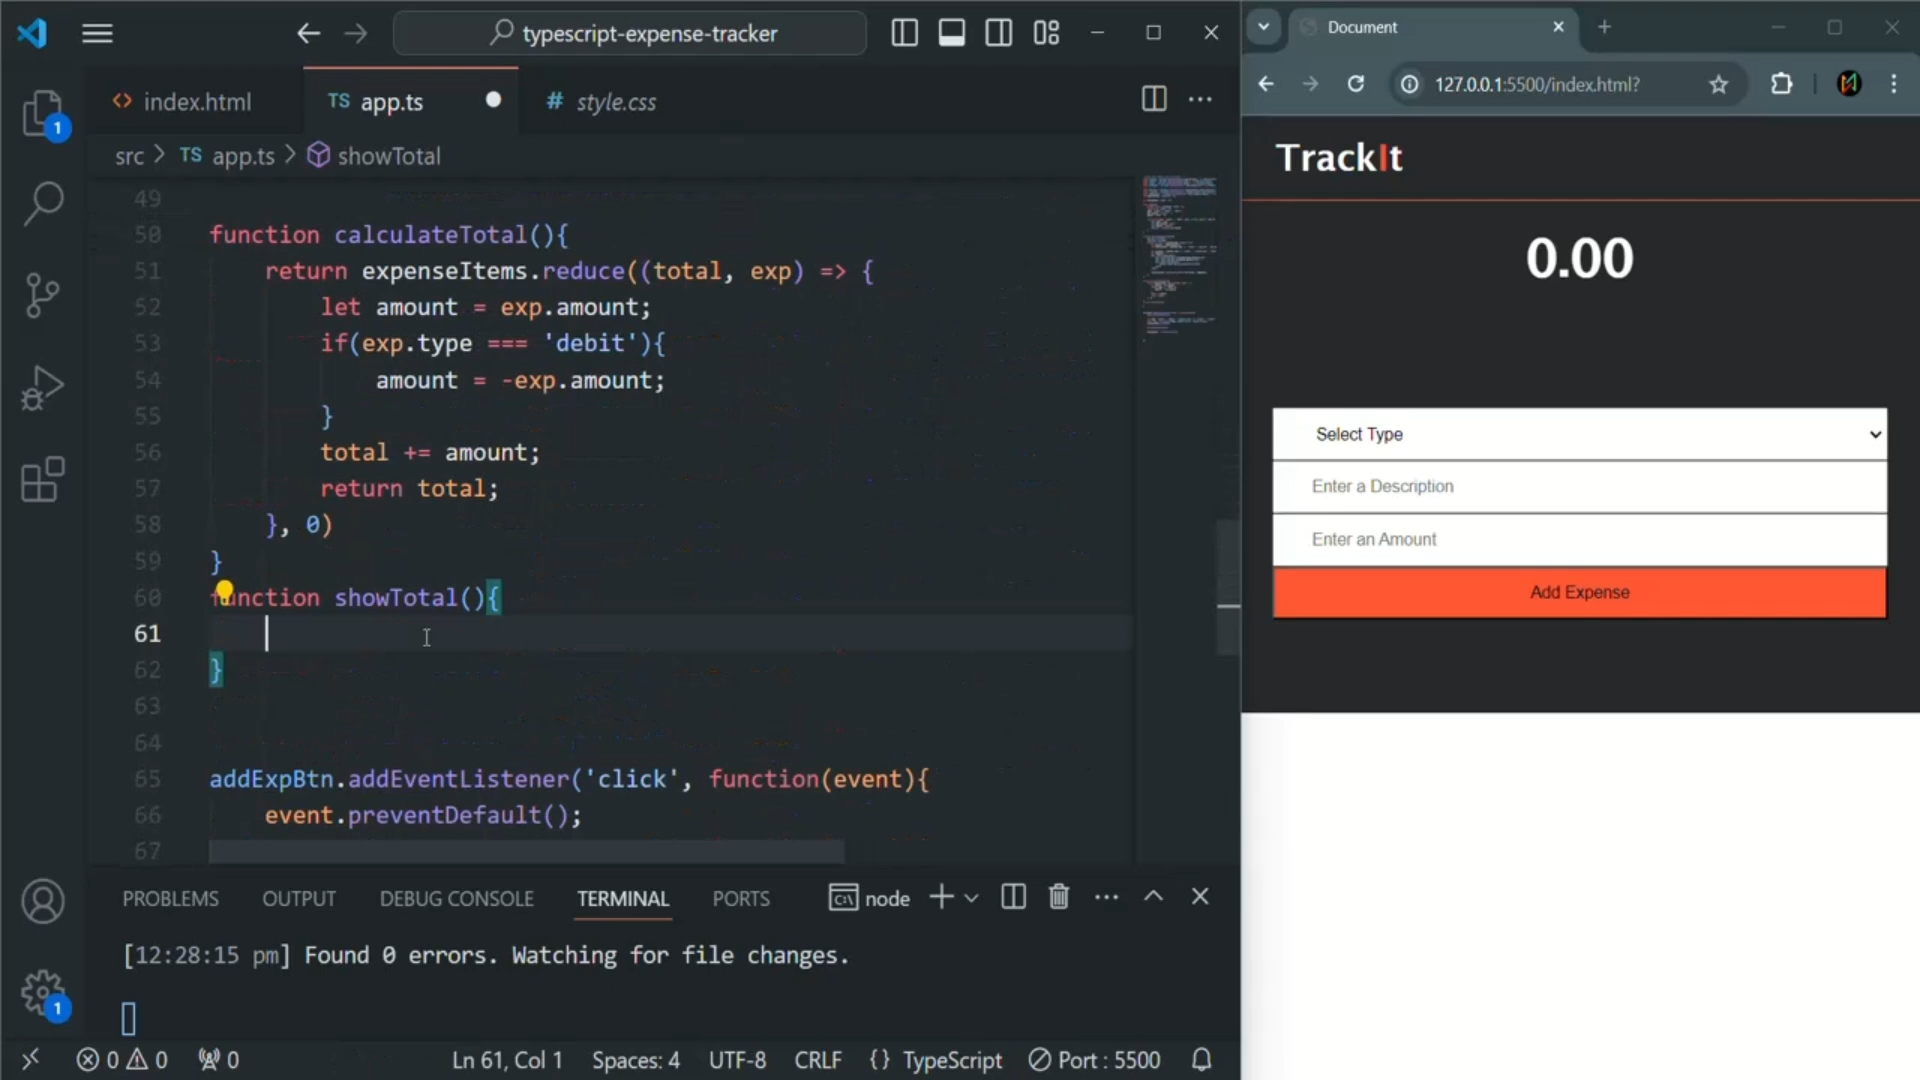 typescript-expense-tracker
index.html
TS app.ts
# style.css
src > TS app.ts > showTotal
49
50 function calculateTotal(){
51 return expenseItems.reduce((total, exp) => {
52 let amount = exp.amount;
53 if(exp.type === 'debit'){
54 amount = -exp.amount;
55 }
56 total += amount;
57 return total;
58 }, 0)
59 }
60 function showTotal(){
61
62 }
63
64
65 addExpBtn.addEventListener('click', function(event){
66 event.preventDefault();
67
PROBLEMS OUTPUT DEBUG CONSOLE TERMINAL PORTS node
[12:28:15 pm] Found 0 errors. Watching for file changes.
1
1
0 0 0 Ln 61, Col 1 Spaces: 4 UTF-8 CRLF {} TypeScript Port : 5500
Document
127.0.0.1:5500/index.html?
TrackIt
0.00
Select Type
Enter a Description
Enter an Amount
Add Expense